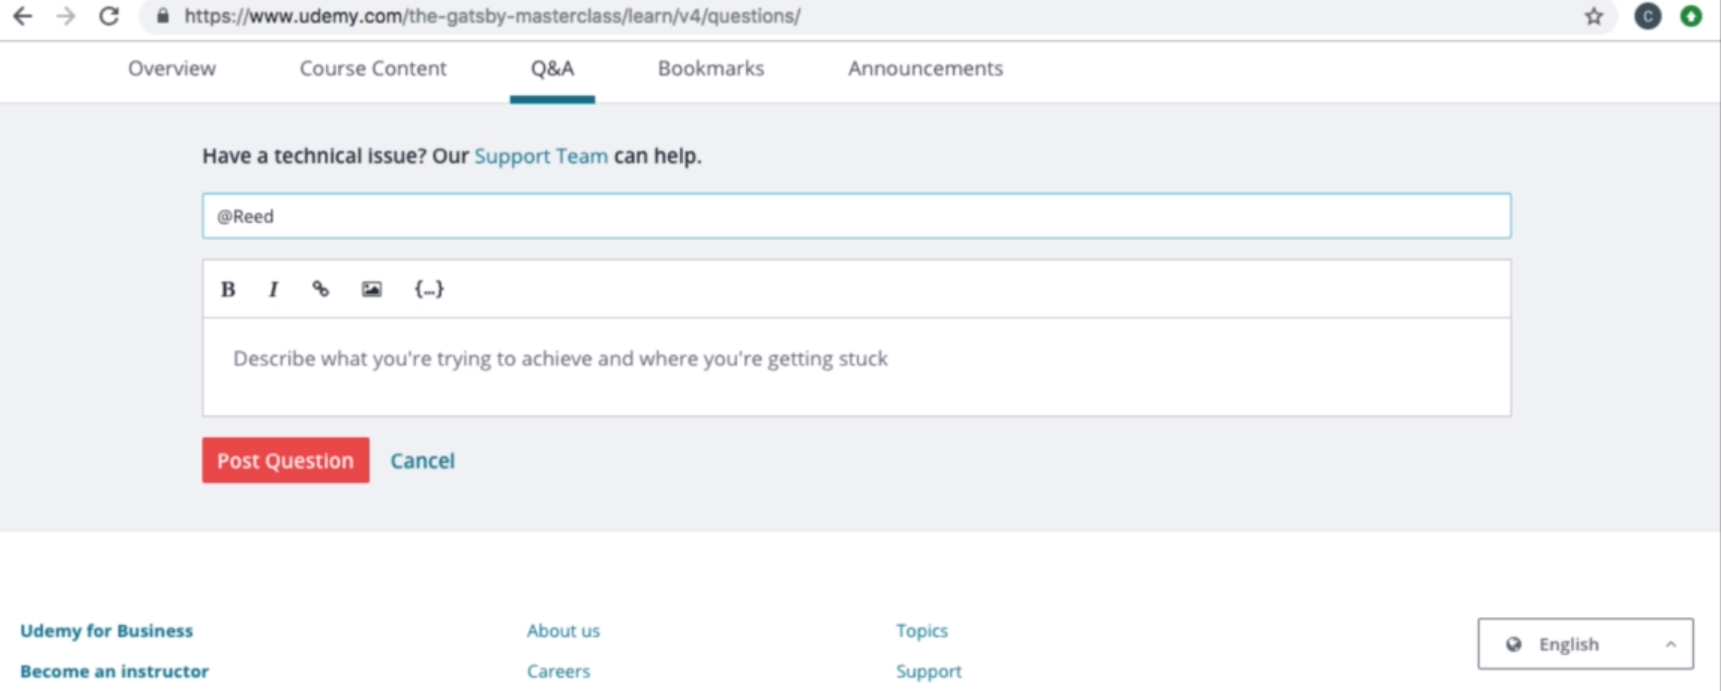 https://www.udemy.com/the-gatsby-masterclass/learn/v4/questions/
C
Overview Course Content Q&A Bookmarks Announcements
Have a technical issue? Our Support Team can help.
@Reed
B I {...}
Describe what you're trying to achieve and where you're getting stuck
Post Question Cancel
Udemy for Business About us Topics English
Become an instructor Careers Support